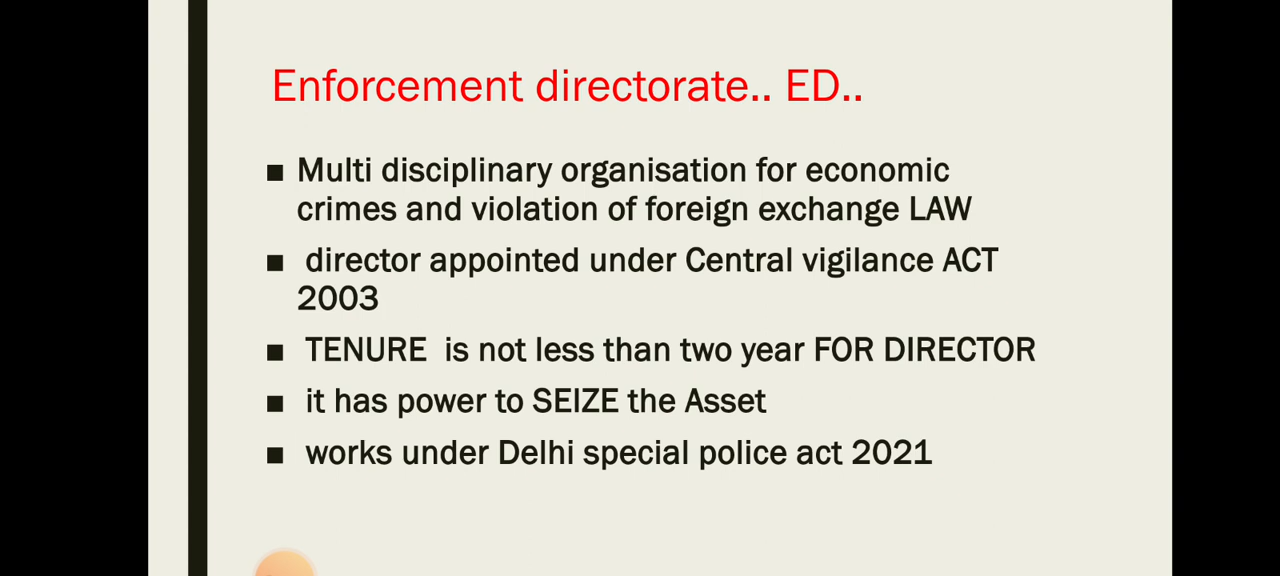 Enforcement directorate.. ED..
■ Multi disciplinary organisation for economic
crimes and violation of foreign exchange LAW
■ director appointed under Central vigilance ACT
2003
■ TENURE is not less than two year FOR DIRECTOR
■ it has power to SEIZE the Asset
■ works under Delhi special police act 2021